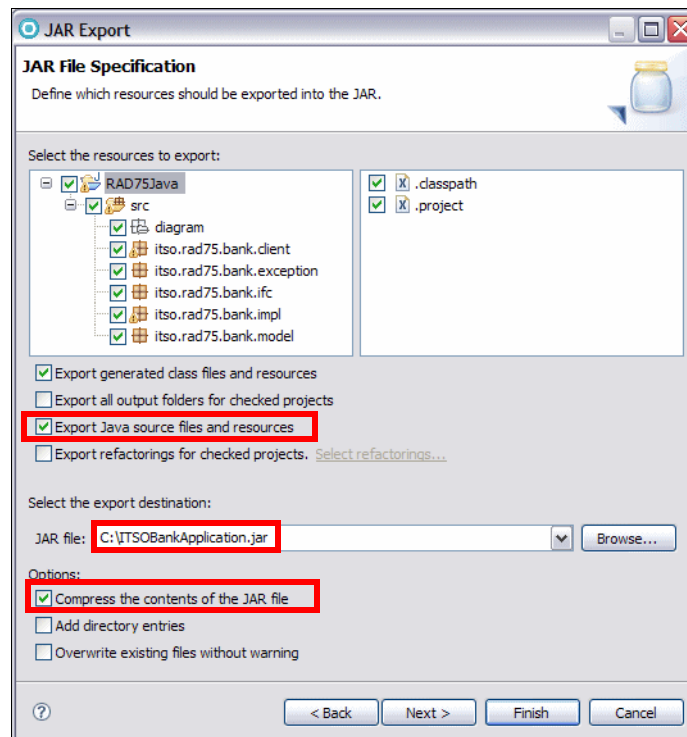 JAR Export
JAR File Specification
Define which resources should be exported into the JAR.
Select the resources to export:
RAD75Java
src
diagram
itso.rad75.bank.client
itso.rad75.bank.exception
itso.rad75.bank.ifc
itso.rad75.bank.impl
itso.rad75.bank.model
.classpath
.project
Export generated class files and resources
Export all output folders for checked projects
Export Java source files and resources
Export refactorings for checked projects. Select refactorings...
Select the export destination:
JAR file: C:\ITSOBankApplication.jar Browse...
Options:
Compress the contents of the JAR file
Add directory entries
Overwrite existing files without warning
? < Back Next > Finish Cancel